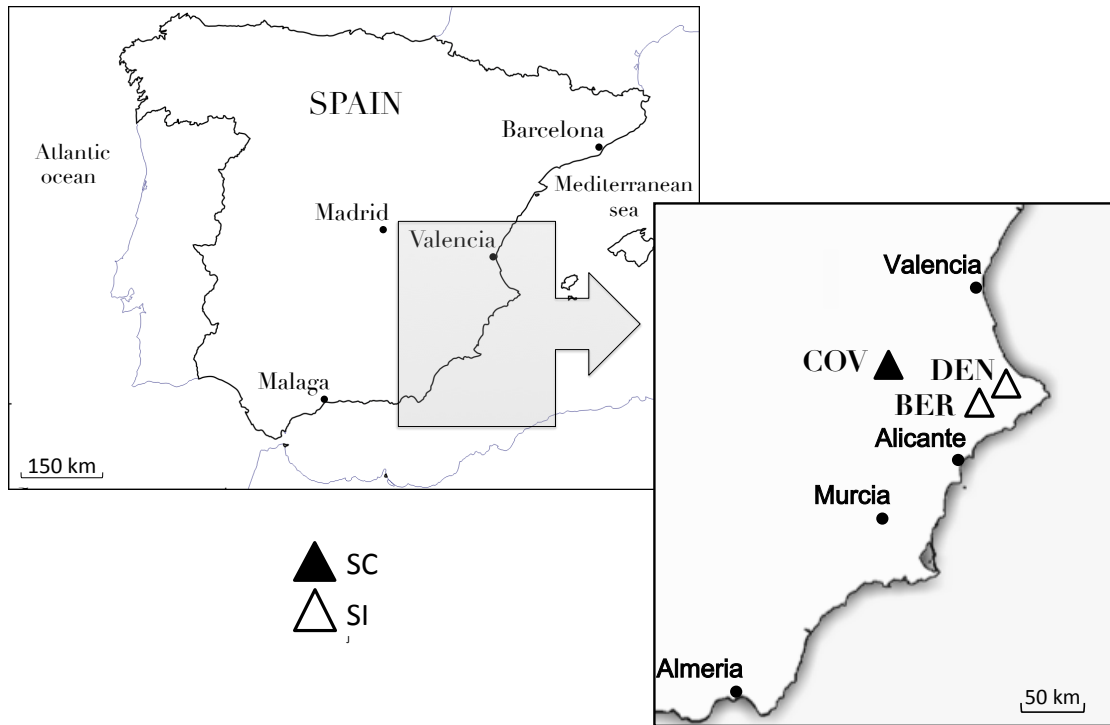 SPAIN
Barcelona
Atlantic
ocean
Mediterranean
sea
Madrid
Valencia
Malaga
150 km
Valencia
COV
DEN
BER
Alicante
Murcia
Almeria
50 km
SC
SI